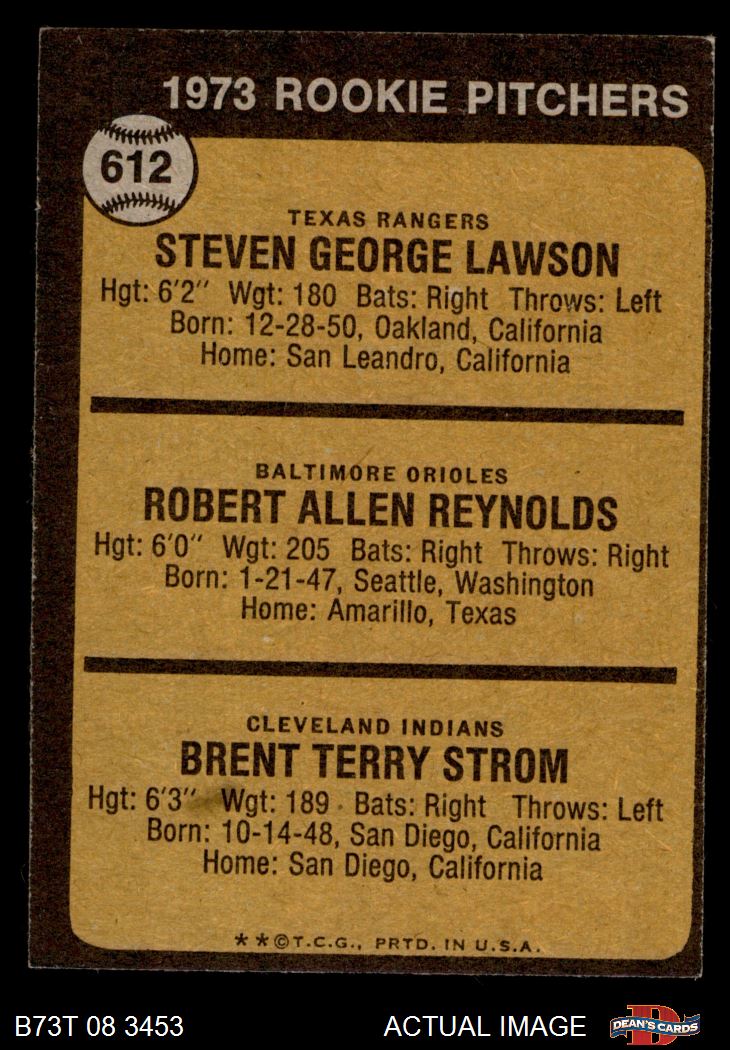 1973 ROOKIE PITCHERS
612
TEXAS RANGERS
STEVEN GEORGE LAWSON
Hgt: 6'2" Wgt: 180 Bats: Right Throws: Left
Born: 12-28-50, Oakland, California
Home: San Leandro, California
BALTIMORE ORIOLES
ROBERT ALLEN REYNOLDS
Hgt: 6'0" Wgt: 205 Bats: Right Throws: Right
Born: 1-21-47, Seattle, Washington
Home: Amarillo, Texas
CLEVELAND INDIANS
BRENT TERRY STROM
Hgt: 6'3" Wgt: 189 Bats: Right Throws: Left
Born: 10-14-48, San Diego, California
Home: San Diego, California
**©T.C.G., PRTD. IN U.S.A.
B73T 08 3453 ACTUAL IMAGE
D
DEAN'S CARDS